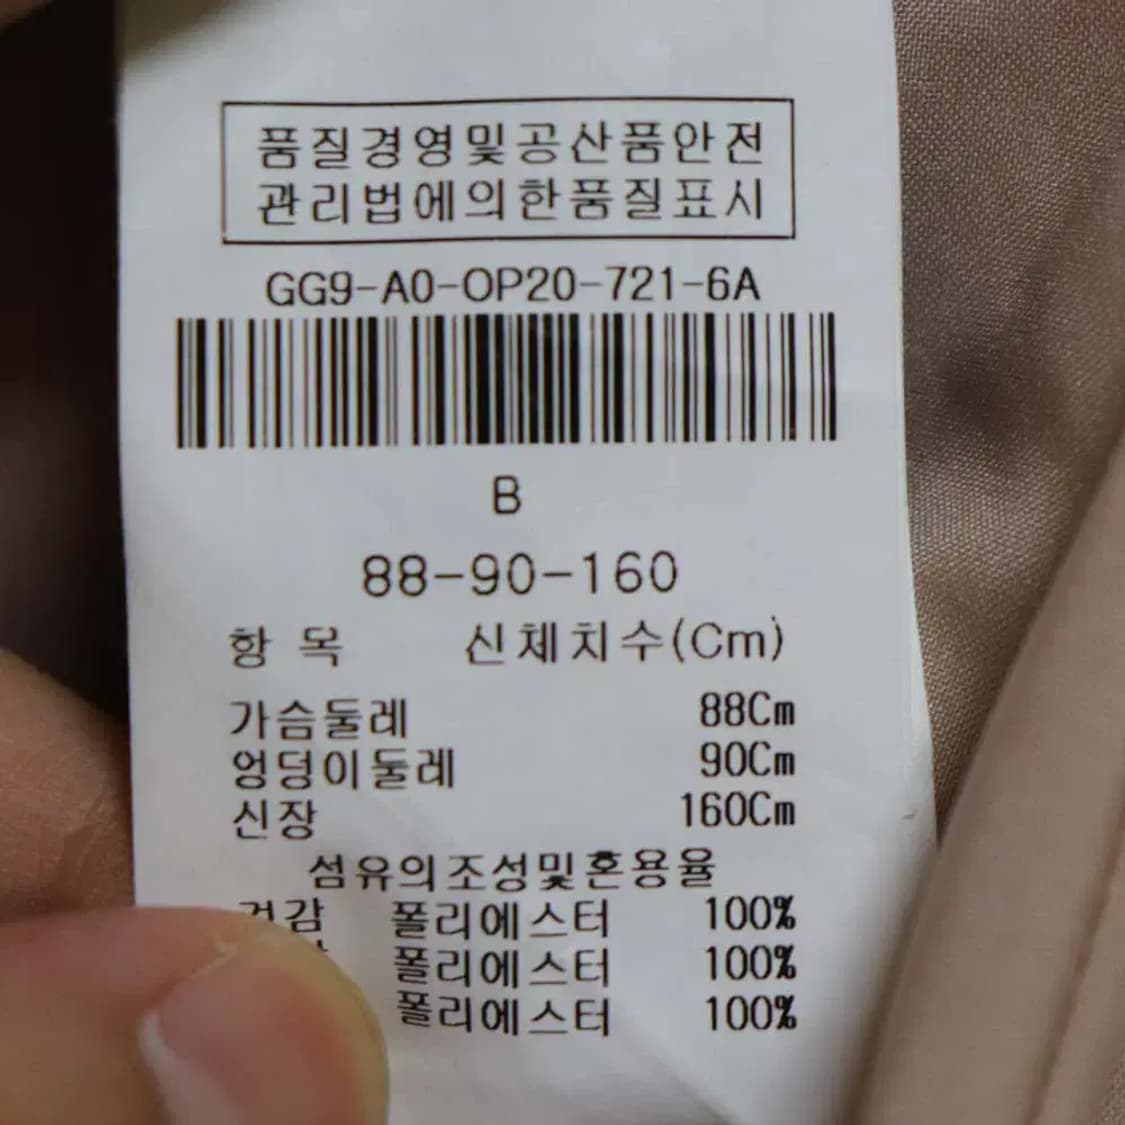 품질경영및공산품안전
관리법에의한품질표시
GG9-A0-OP20-721-6A
B
88-90-160
항 목 신체치수(Cm)
가슴둘레 88Cm
엉덩이둘레 90Cm
신장 160Cm
섬유의조성및혼용율
겉감 폴리에스터 100%
폴리에스터 100%
폴리에스터 100%